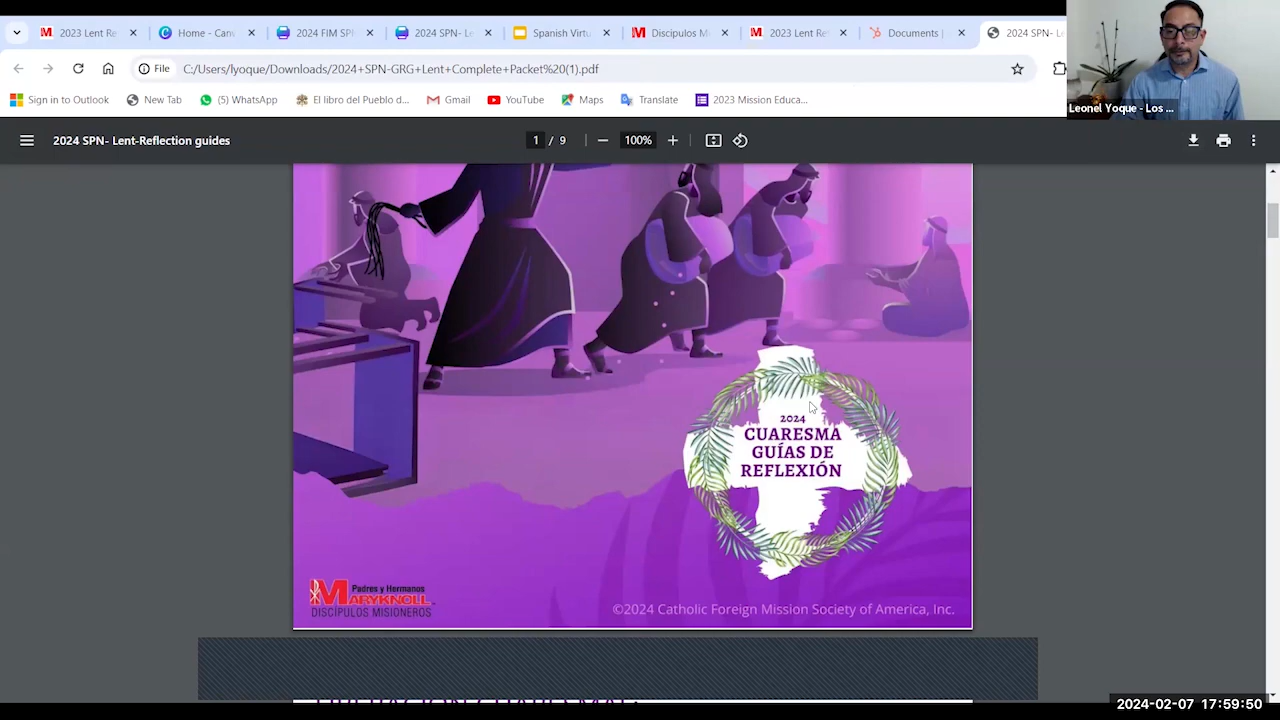 2023 Lent Re
Home - Canv
2024 FIM SP
2024 SPN-
Spanish Virtu
Discipulos M
2023 Lent Re
Documents
2024 SPN- Le
File
C:/Users/lyoque/Downloads/2024+SPN-GRG+Lent+Complete+Packet%20(1).pdf
Sign in to Outlook
New Tab
(5) WhatsApp
El libro del Pueblo d...
Gmail
YouTube
Maps
Translate
2023 Mission Educa...
Leonel Yoque - Los ...
2024 SPN- Lent-Reflection guides
1 / 9
100%
2024
CUARESMA
GUÍAS DE
REFLEXIÓN
Padres y Hermanos
MARYKNOLL
DISCÍPULOS MISIONEROS
©2024 Catholic Foreign Mission Society of America, Inc.
2024-02-07 17:59:50